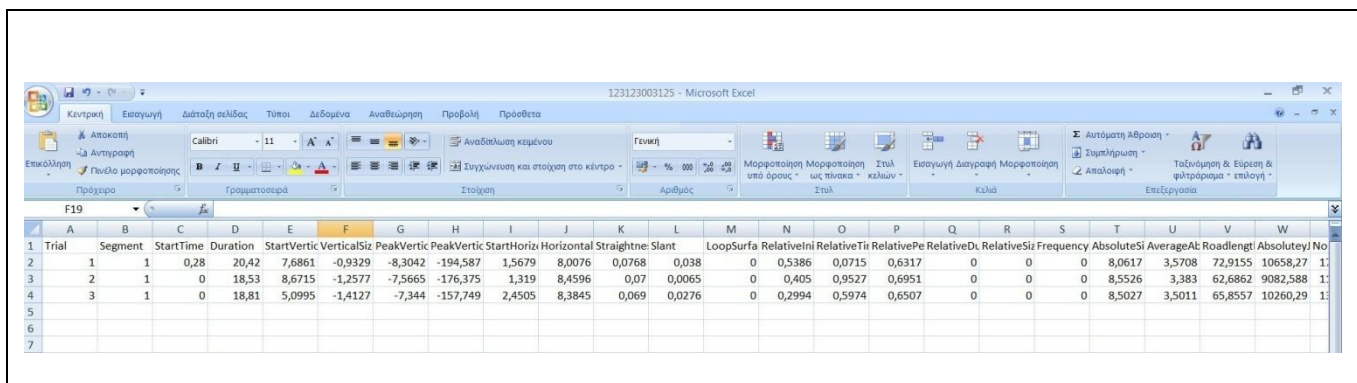 123123003125 - Microsoft Excel
Κεντρική Εισαγωγή Διάταξη σελίδας Τύποι Δεδομένα Αναθεώρηση Προβολή Πρόσθετα
Επικόλληση
Αποκοπή
Αντιγραφή
Πινέλο μορφοποίησης
Πρόχειρο
Calibri 11
B I U
Γραμματοσειρά
Αναδίπλωση κειμένου
Συγχώνευση και στοίχιση στο κέντρο
Στοίχιση
Γενική
% 000
Αριθμός
Μορφοποίηση υπό όρους
Μορφοποίηση ως πίνακα
Στυλ κελιών
Στυλ
Εισαγωγή Διαγραφή Μορφοποίηση
Κελιά
Σ Αυτόματη Άθροιση
Συμπλήρωση
Απαλοιφή
Ταξινόμηση & φιλτράρισμα
Εύρεση & επιλογή
Επεξεργασία
F19 fx
A B C D E F G H I J K L M N O P Q R S T U V W
1 Trial Segment StartTime Duration StartVertic VerticalSiz PeakVertic PeakVertic StartHorizo Horizontal Straightnes Slant LoopSurfa RelativeIni RelativeTin RelativePe RelativeDu RelativeSiz Frequency AbsoluteSi AverageAb Roadlengtl AbsoluteyJ No
2 1 1 0,28 20,42 7,6861 -0,9329 -8,3042 -194,587 1,5679 8,0076 0,0768 0,038 0 0,5386 0,0715 0,6317 0 0 0 8,0617 3,5708 72,9155 10658,27
3 2 1 0 18,53 8,6715 -1,2577 -7,5665 -176,375 1,319 8,4596 0,07 0,0065 0 0,405 0,9527 0,6951 0 0 0 8,5526 3,383 62,6862 9082,588
4 3 1 0 18,81 5,0995 -1,4127 -7,344 -157,749 2,4505 8,3845 0,069 0,0276 0 0,2994 0,5974 0,6507 0 0 0 8,5027 3,5011 65,8557 10260,29
5
6
7